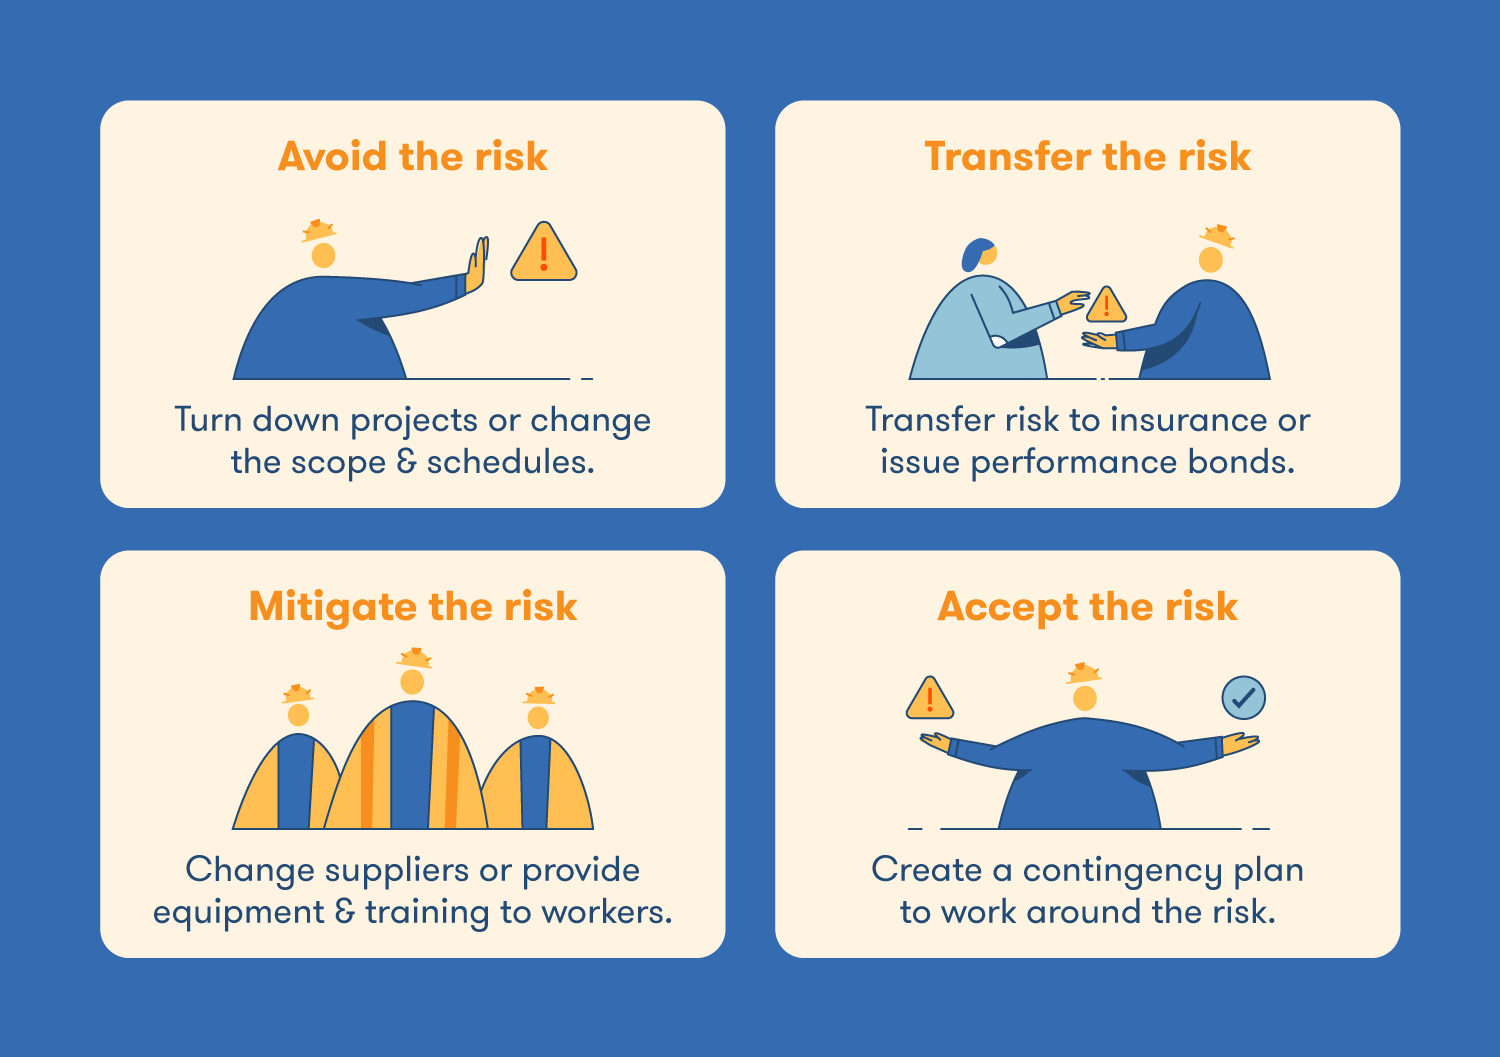 Avoid the risk
Turn down projects or change
the scope & schedules.
Transfer the risk
Transfer risk to insurance or
issue performance bonds.
Mitigate the risk
Change suppliers or provide
equipment & training to workers.
Accept the risk
Create a contingency plan
to work around the risk.